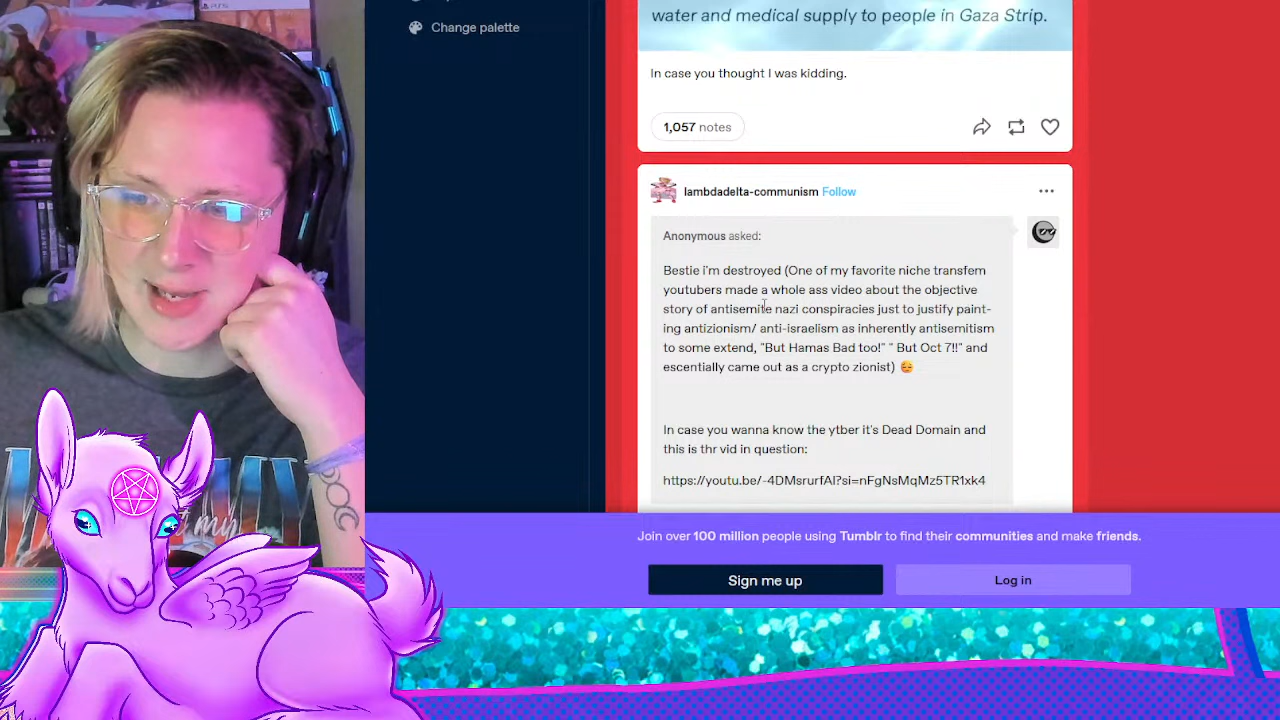 water and medical supply to people in Gaza Strip.
Change palette
In case you thought I was kidding.
1,057 notes
lambdadelta-communism Follow
Anonymous asked:
Bestie i'm destroyed (One of my favorite niche transfem
youtubers made a whole ass video about the objective
story of antisemite nazi conspiracies just to justify paint-
ing antizionism/ anti-israelism as inherently antisemitism
to some extend, "But Hamas Bad too!" " But Oct 7!!" and
escentially came out as a crypto zionist) 😊
In case you wanna know the ytber it's Dead Domain and
this is thr vid in question:
https://youtu.be/-4DMsrurfAI?si=nFgNsMqMz5TR1xk4
Join over 100 million people using Tumblr to find their communities and make friends.
Sign me up
Log in